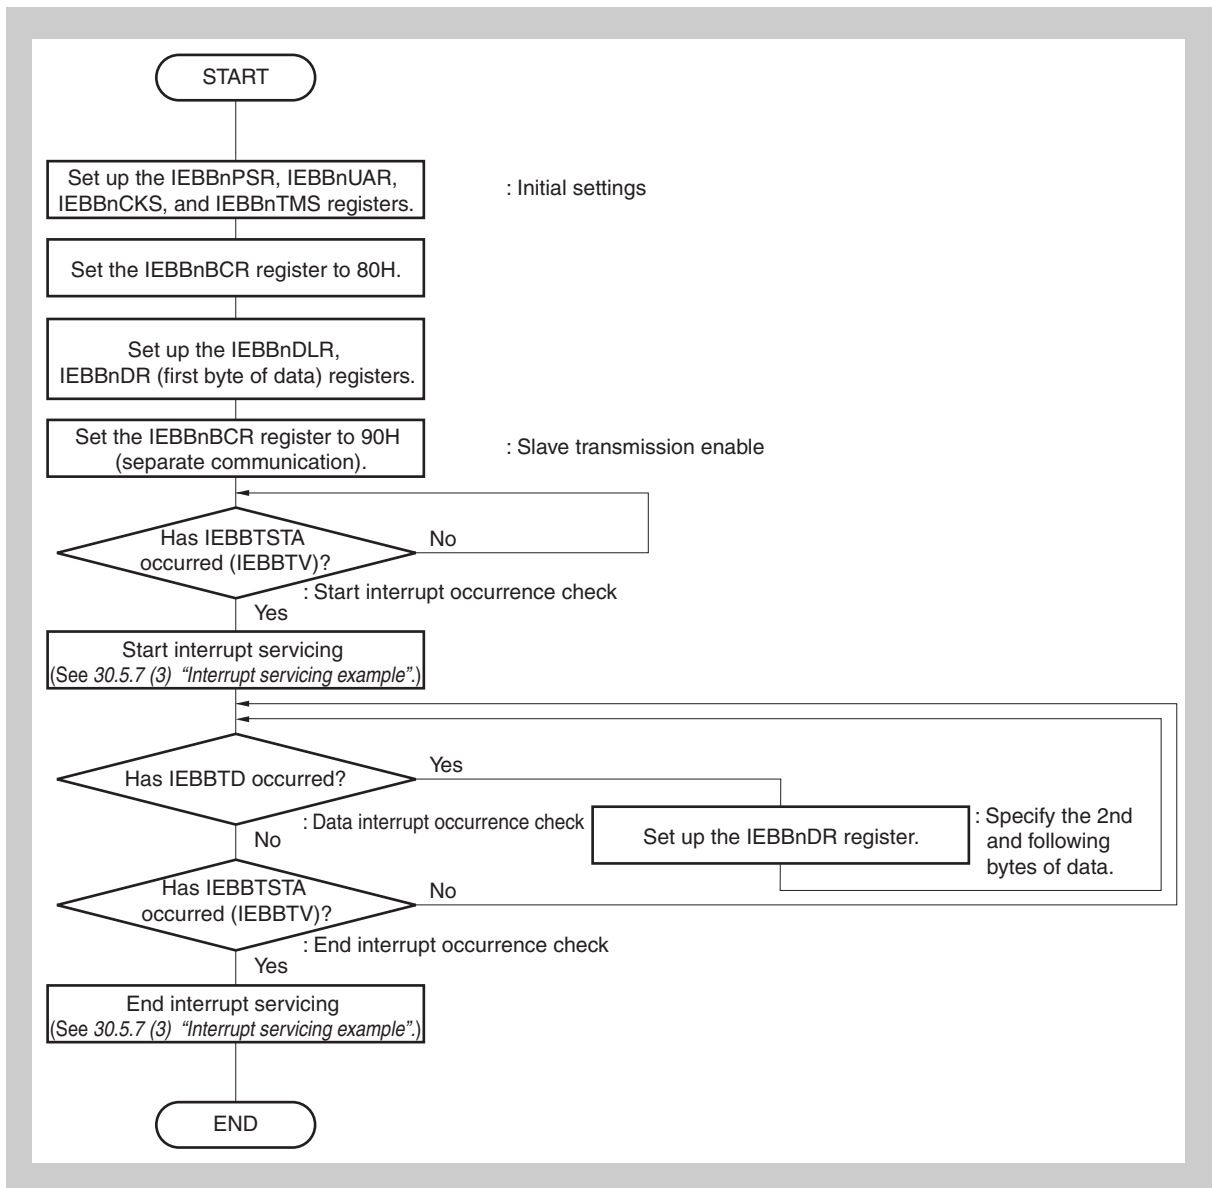 START
Set up the IEBBnPSR, IEBBnUAR,
IEBBnCKS, and IEBBnTMS registers.
: Initial settings
Set the IEBBnBCR register to 80H.
Set up the IEBBnDLR,
IEBBnDR (first byte of data) registers.
Set the IEBBnBCR register to 90H
(separate communication).
: Slave transmission enable
Has IEBBTSTA
occurred (IEBBTV)?
No
: Start interrupt occurrence check
Yes
Start interrupt servicing
(See 30.5.7 (3) “Interrupt servicing example”.)
Has IEBBTD occurred?
Yes
: Data interrupt occurrence check
No
Set up the IEBBnDR register.
: Specify the 2nd
and following
bytes of data.
Has IEBBTSTA
occurred (IEBBTV)?
No
: End interrupt occurrence check
Yes
End interrupt servicing
(See 30.5.7 (3) “Interrupt servicing example”.)
END